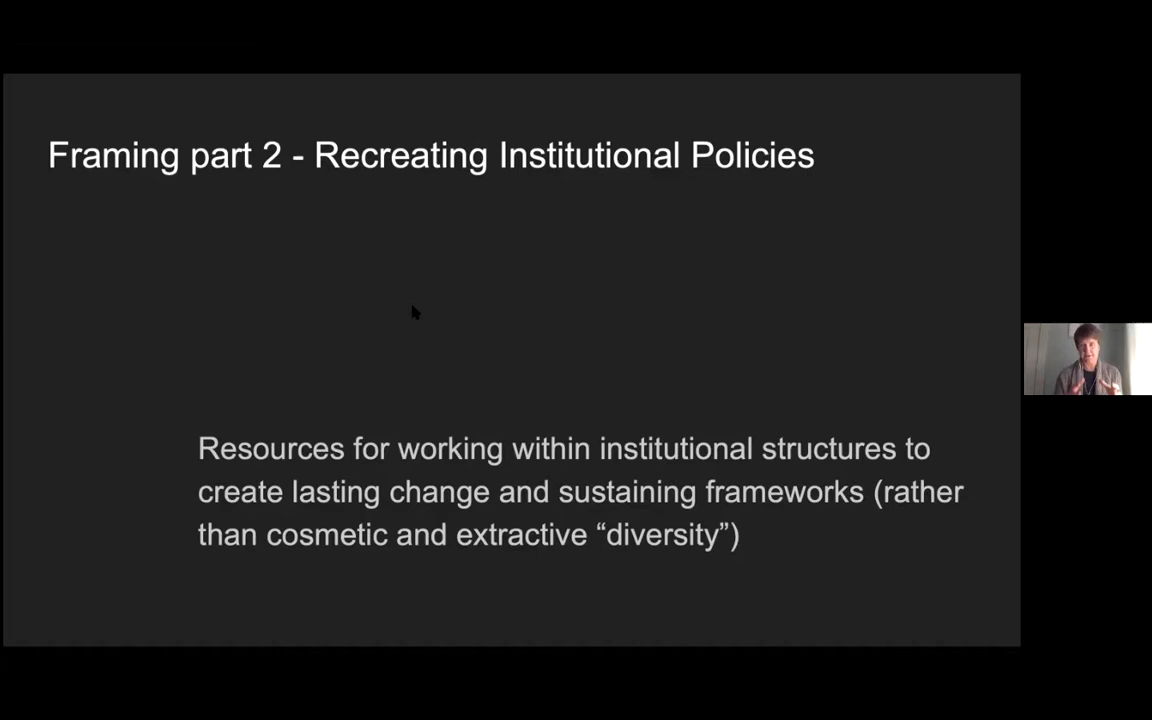 Framing part 2 - Recreating Institutional Policies
Resources for working within institutional structures to
create lasting change and sustaining frameworks (rather
than cosmetic and extractive “diversity”)